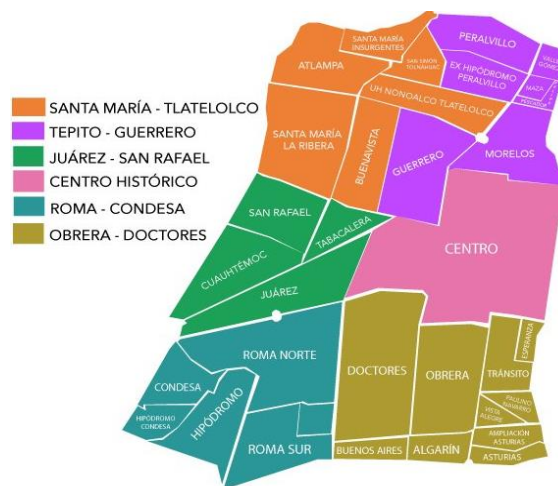 SANTA MARÍA - TLATELOLCO
TEPITO - GUERRERO
JUÁREZ - SAN RAFAEL
CENTRO HISTÓRICO
ROMA - CONDESA
OBRERA - DOCTORES
SANTA MARÍA
INSURGENTES
ATLAMPA
SAN SIMÓN
TOLNÁHUAC
PERALVILLO
VALLE
GÓMEZ
EX HIPÓDROMO
PERALVILLO
MAZA
UH NONOALCO TLATELOLCO
SANTA MARÍA
LA RIBERA
BUENAVISTA
GUERRERO
MORELOS
SAN RAFAEL
TABACALERA
CUAUHTÉMOC
CENTRO
JUÁREZ
ROMA NORTE
CONDESA
HIPÓDROMO
CONDESA
HIPÓDROMO
ROMA SUR
DOCTORES
OBRERA
TRÁNSITO
ESPERANZA
PAULINO
NAVARRO
VISTA
ALEGRE
BUENOS AIRES
ALGARÍN
AMPLIACIÓN
ASTURIAS
ASTURIAS